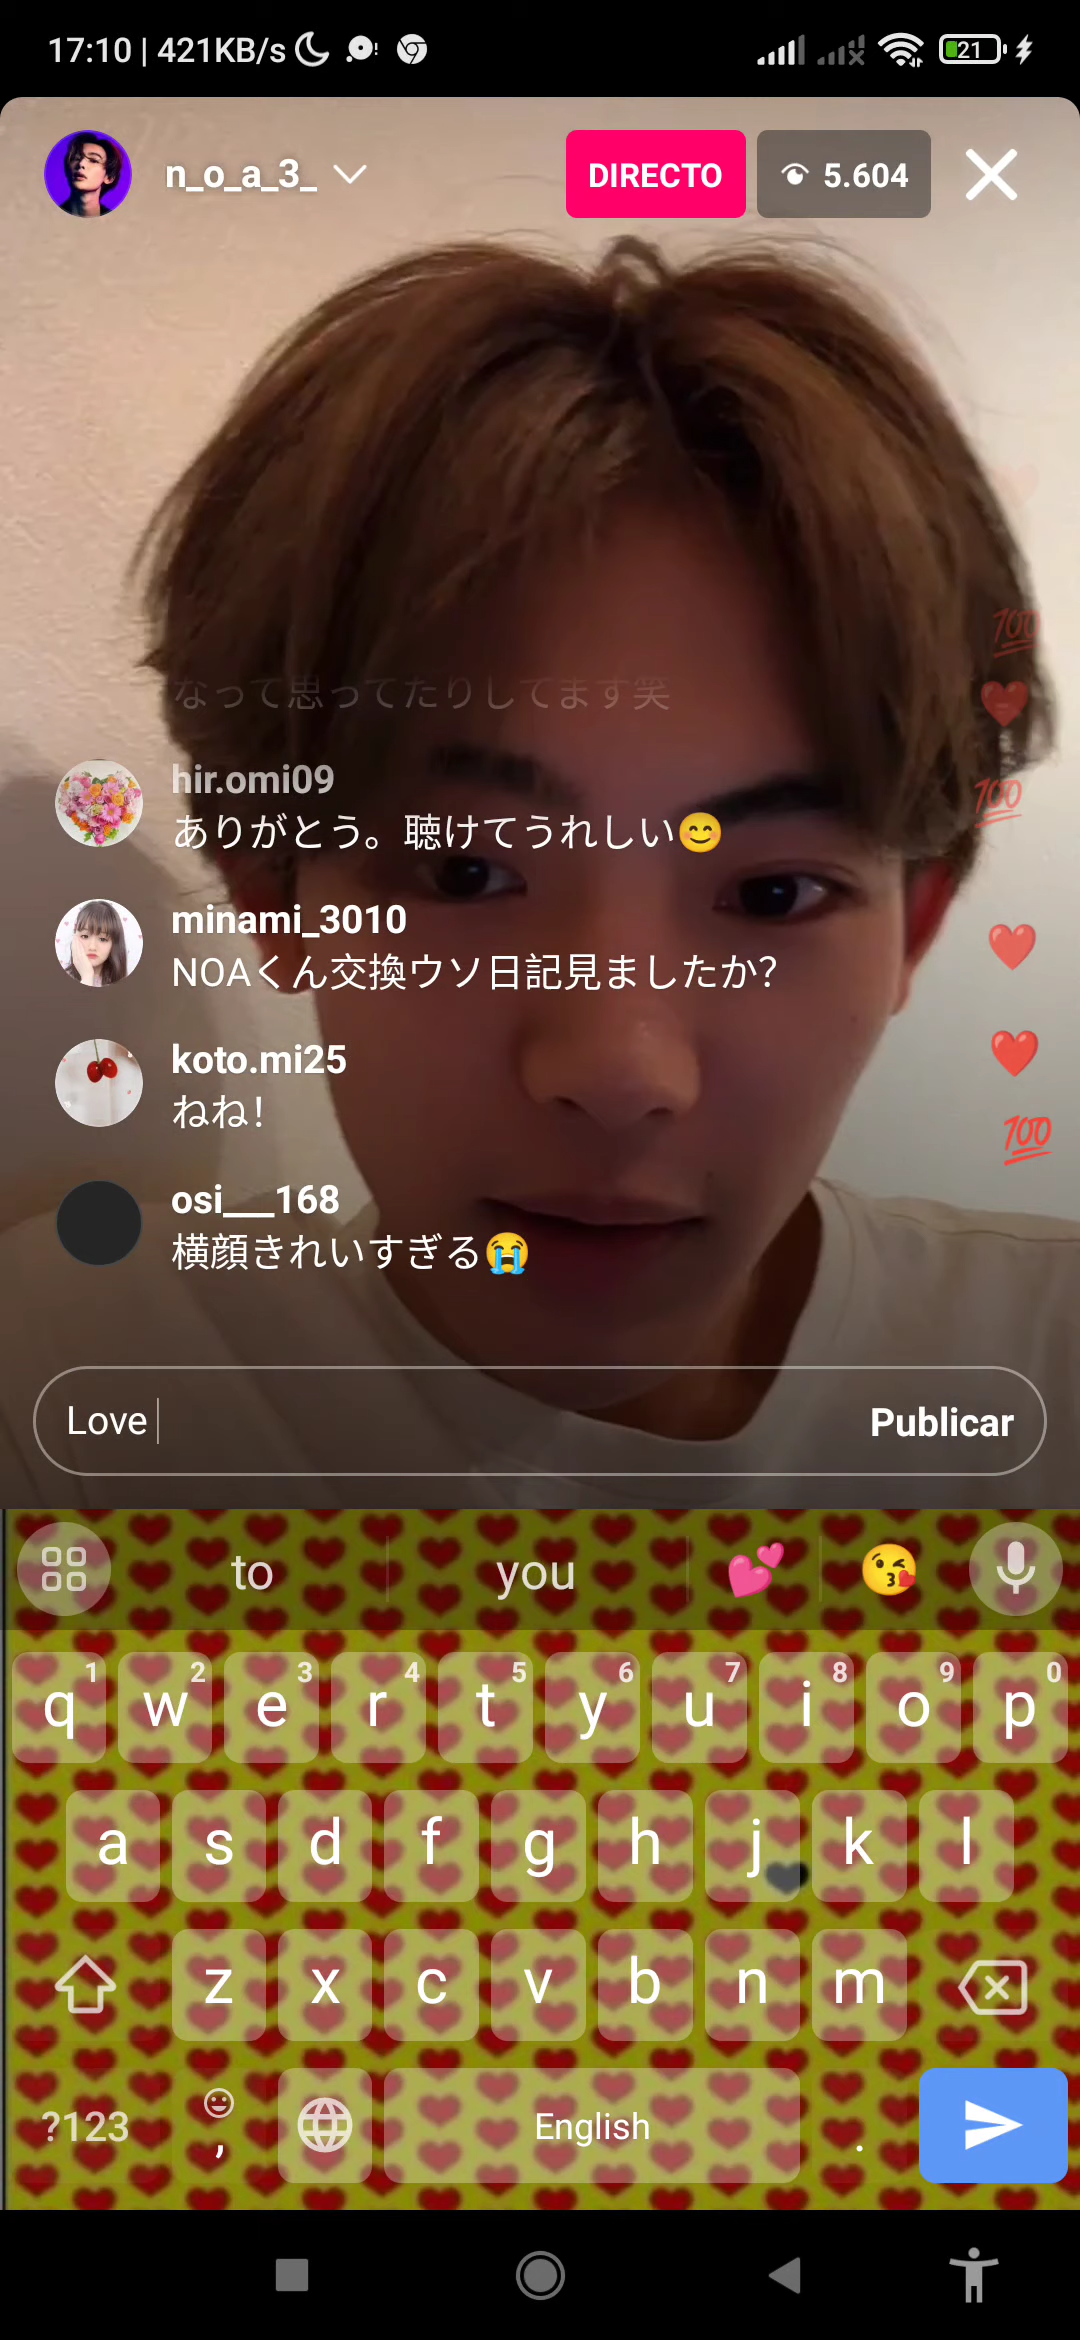 17:10 | 421KB/s
21
n_o_a_3_
DIRECTO
5.604
なって思ってたりしてます笑
hir.omi09
ありがとう。聴けてうれしい😊
minami_3010
NOAくん交換ウソ日記見ましたか？
koto.mi25
ねね！
osi___168
横顔きれいすぎる😭
Love
Publicar
to you 💕 😘
q 1 w 2 e 3 r 4 t 5 y 6 u 7 i 8 o 9 p 0
a s d f g h j k l
z x c v b n m
?123 , English .